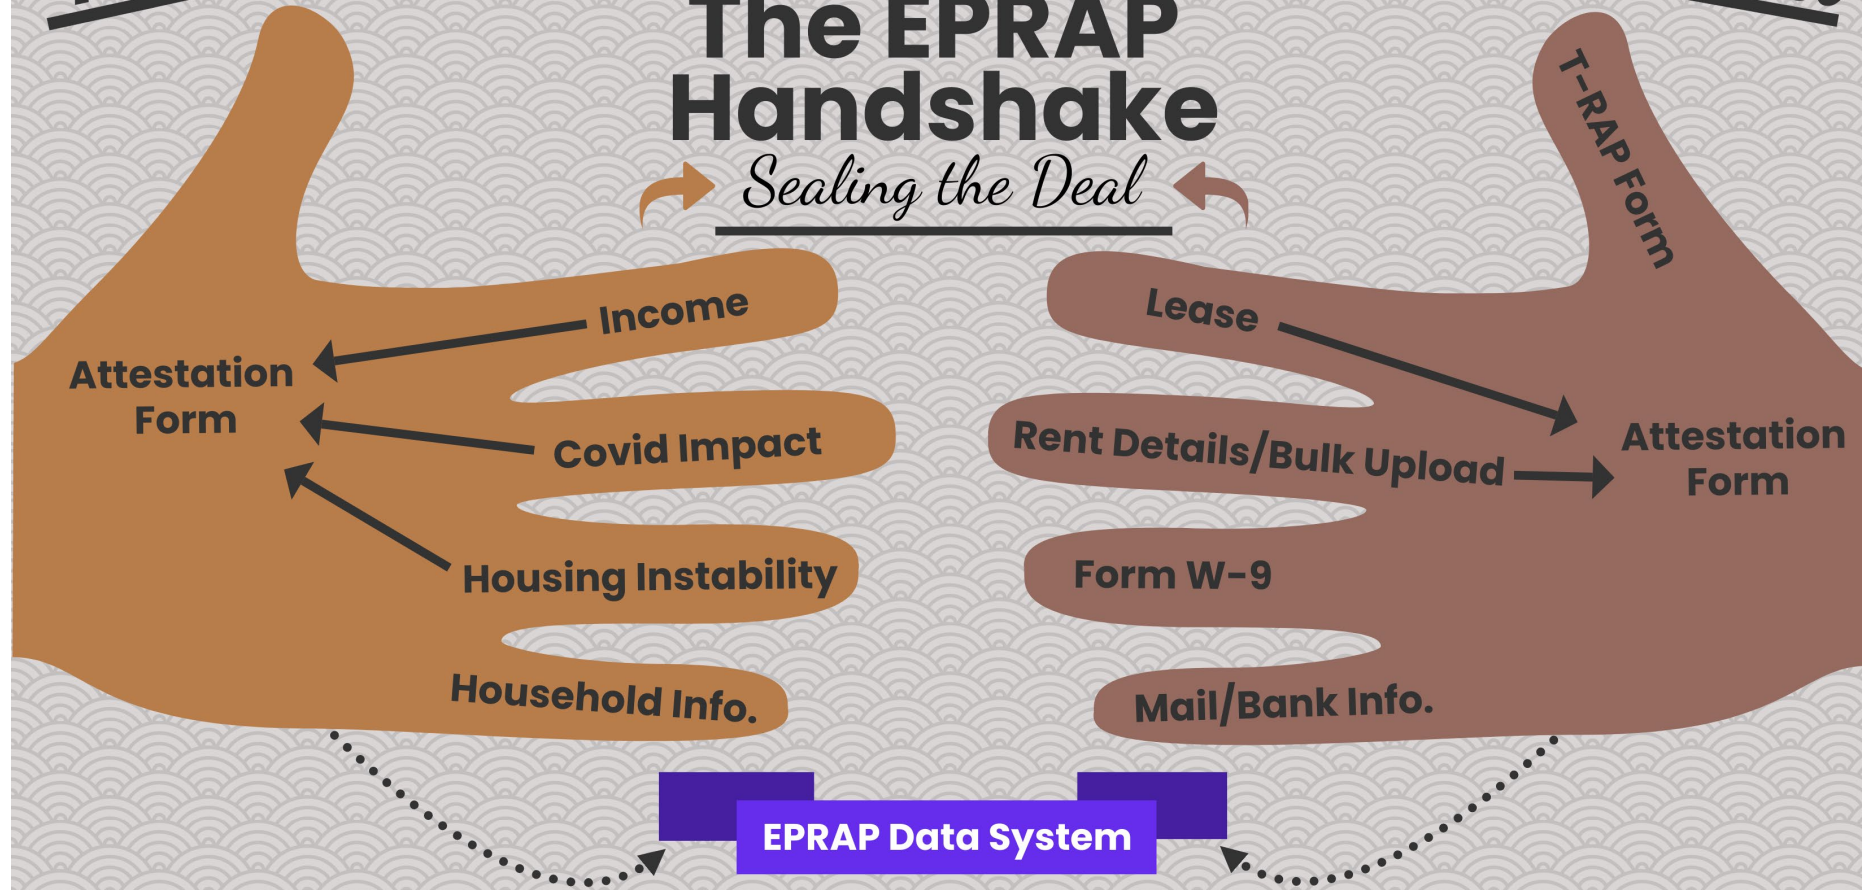 The EPRAP
Handshake
Sealing the Deal
T-RAP Form
Income
Lease
Attestation
Form
Covid Impact
Rent Details/Bulk Upload
Attestation
Form
Housing Instability
Form W-9
Household Info.
Mail/Bank Info.
EPRAP Data System